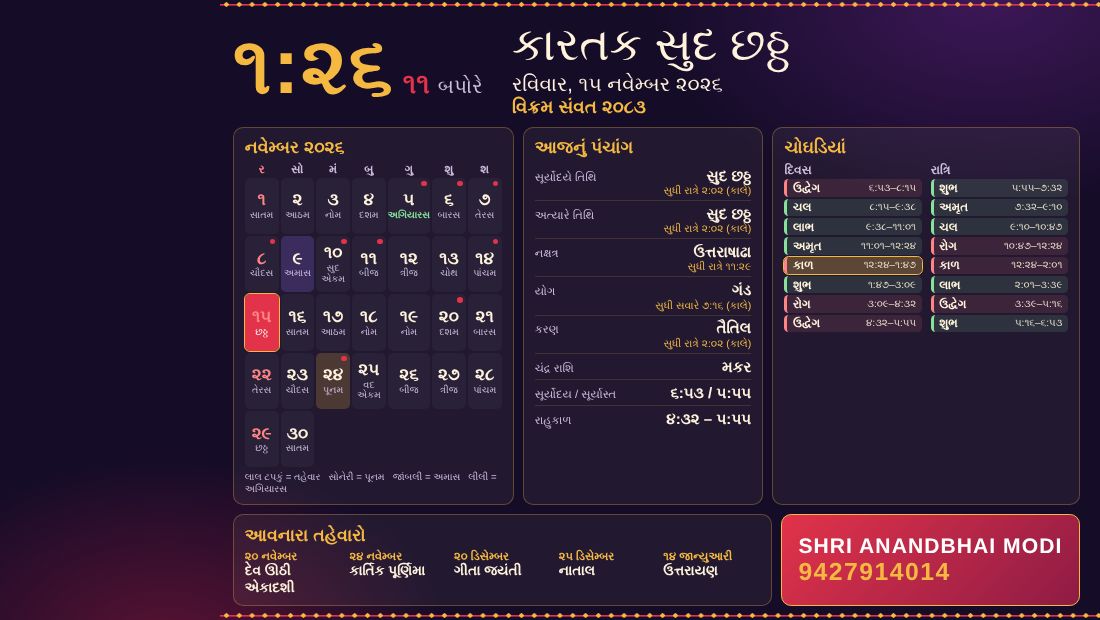 ૧:૨૬ ૧૧ બપોરે
કારતક સુદ છઠ્ઠ
રવિવાર, ૧૫ નવેમ્બર ૨૦૨૬
વિક્રમ સંવત ૨૦૮૩
નવેમ્બર ૨૦૨૬
ર સો મં બુ ગુ શુ શ
૧ ૨ ૩ ૪ ૫ ૬ ૭
સાતમ આઠમ નોમ દશમ અગિયારસ બારસ તેરસ
૮ ૯ ૧૦ ૧૧ ૧૨ ૧૩ ૧૪
ચૌદસ અમાસ સુદ એકમ બીજ ત્રીજ ચોથ પાંચમ
૧૫ ૧૬ ૧૭ ૧૮ ૧૯ ૨૦ ૨૧
છઠ્ઠ સાતમ આઠમ નોમ નોમ દશમ બારસ
૨૨ ૨૩ ૨૪ ૨૫ ૨૬ ૨૭ ૨૮
તેરસ ચૌદસ પૂનમ વદ એકમ બીજ ત્રીજ પાંચમ
૨૯ ૩૦
છઠ્ઠ સાતમ
લાલ ટપકું = તહેવાર સોનેરી = પૂનમ જાંબલી = અમાસ લીલી =
અગિયારસ
આજનું પંચાંગ
સૂર્યોદયે તિથિ સુદ છઠ્ઠ
સુધી રાત્રે ૨:૦૨ (કાલે)
અત્યારે તિથિ સુદ છઠ્ઠ
સુધી રાત્રે ૨:૦૨ (કાલે)
નક્ષત્ર ઉત્તરાષાઢા
સુધી રાત્રે ૧૧:૨૯
યોગ ગંડ
સુધી સવારે ૭:૧૬ (કાલે)
કરણ તૈતિલ
સુધી રાત્રે ૨:૦૨ (કાલે)
ચંદ્ર રાશિ મકર
સૂર્યોદય / સૂર્યાસ્ત ૬:૫૩ / ૫:૫૫
રાહુકાળ ૪:૩૨ – ૫:૫૫
ચોઘડિયાં
દિવસ
ઉદ્વેગ ૬:૫૩–૮:૧૫
ચલ ૮:૧૫–૯:૩૮
લાભ ૯:૩૮–૧૧:૦૧
અમૃત ૧૧:૦૧–૧૨:૨૪
કાળ ૧૨:૨૪–૧:૪૭
શુભ ૧:૪૭–૩:૦૯
રોગ ૩:૦૯–૪:૩૨
ઉદ્વેગ ૪:૩૨–૫:૫૫
રાત્રિ
શુભ ૫:૫૫–૭:૩૨
અમૃત ૭:૩૨–૯:૧૦
ચલ ૯:૧૦–૧૦:૪૭
રોગ ૧૦:૪૭–૧૨:૨૪
કાળ ૧૨:૨૪–૨:૦૧
લાભ ૨:૦૧–૩:૩૯
ઉદ્વેગ ૩:૩૯–૫:૧૬
શુભ ૫:૧૬–૬:૫૩
આવનારા તહેવારો
૨૦ નવેમ્બર ૨૪ નવેમ્બર ૨૦ ડિસેમ્બર ૨૫ ડિસેમ્બર ૧૪ જાન્યુઆરી
દેવ ઊઠી કાર્તિક પૂર્ણિમા ગીતા જયંતી નાતાલ ઉત્તરાયણ
એકાદશી
SHRI ANANDBHAI MODI
9427914014